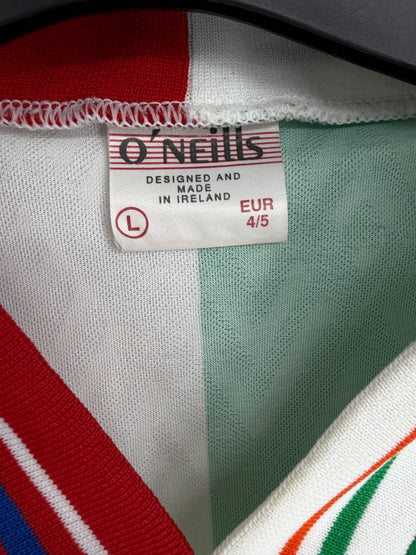 O'NEills
DESIGNED AND
MADE
IN IRELAND
L
EUR
4/5